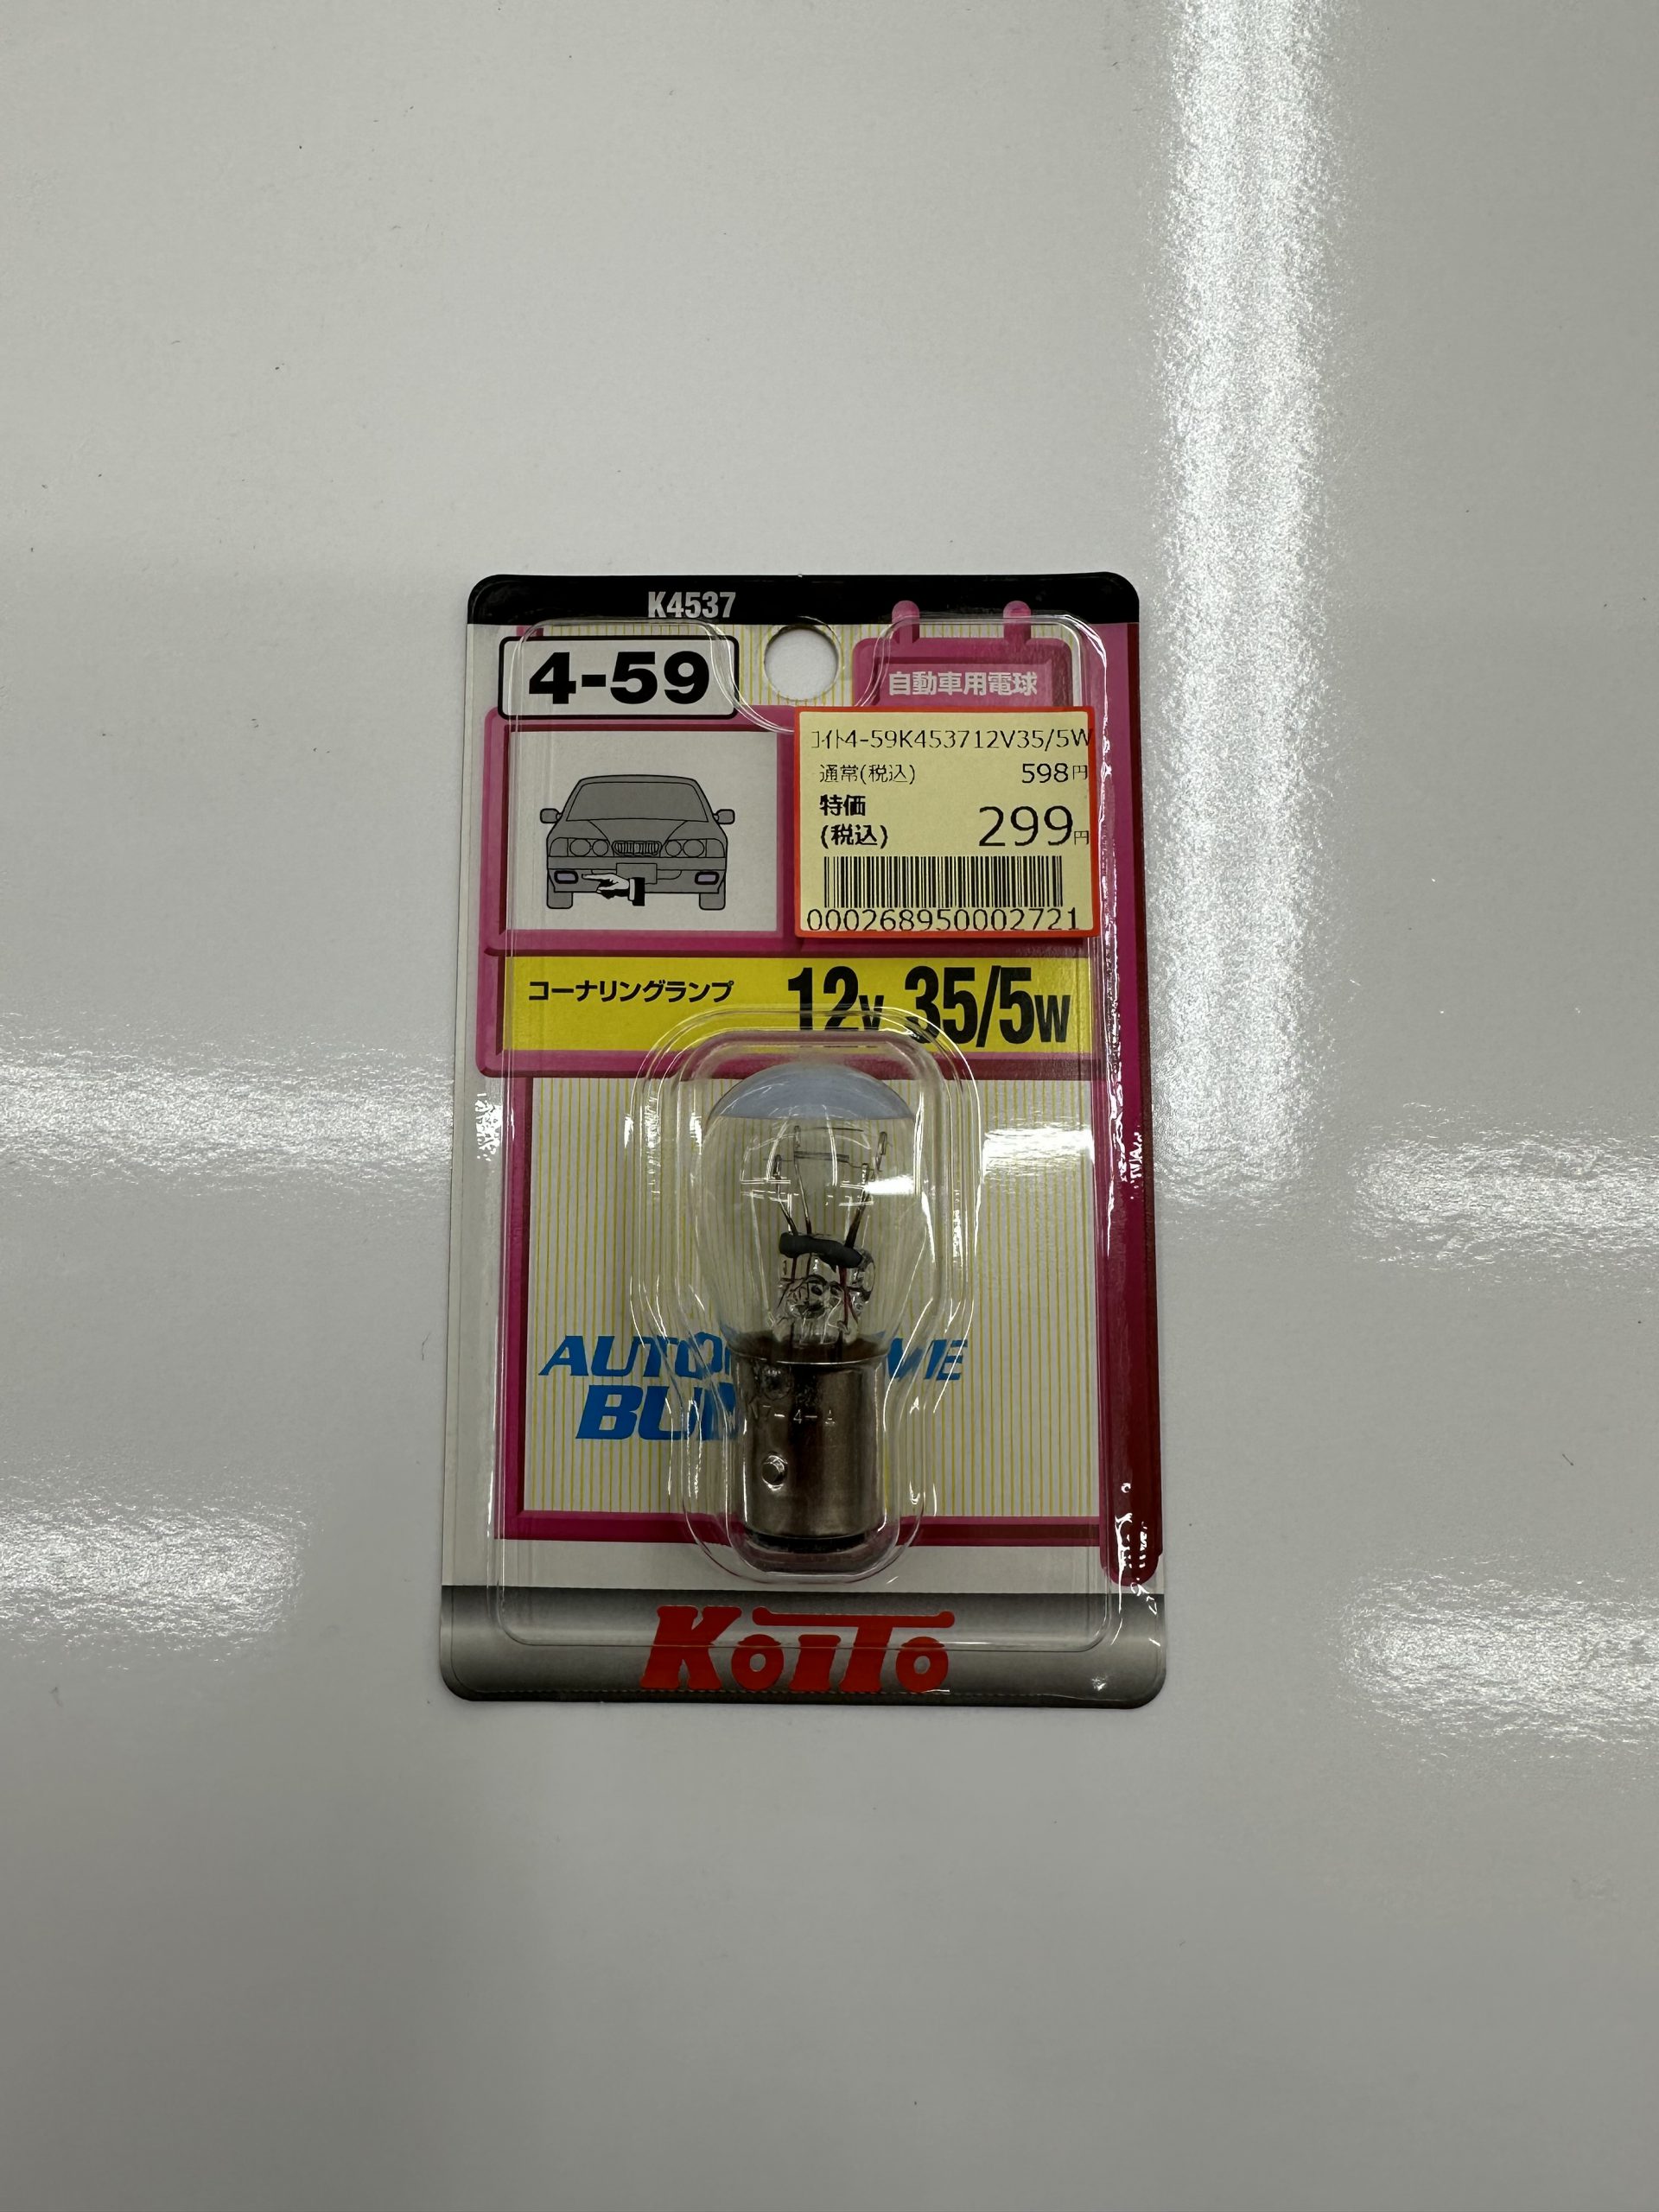 K4537
4-59
自動車用電球
ｺｲﾄ4-59K453712V35/5W
通常(税込) 598円
特価
(税込) 299円
000268950002721
コーナリングランプ 12V 35/5W
KOITO